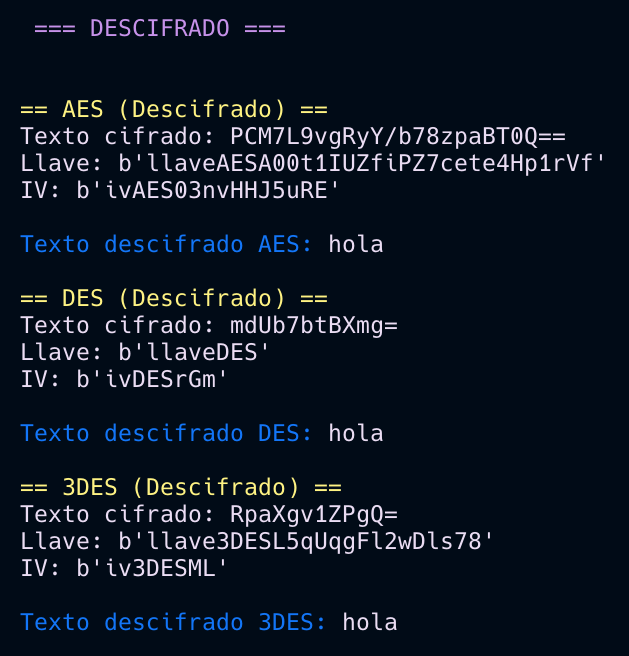 === DESCIFRADO ===
== AES (Descifrado) ==
Texto cifrado: PCM7L9vgRyY/b78zpaBT0Q==
Llave: b'llaveAESA00t1IUZfiPZ7cete4Hp1rVf'
IV: b'ivAES03nvHHJ5uRE'
Texto descifrado AES: hola
== DES (Descifrado) ==
Texto cifrado: mdUb7btBXmg=
Llave: b'llaveDES'
IV: b'ivDESrGm'
Texto descifrado DES: hola
== 3DES (Descifrado) ==
Texto cifrado: RpaXgv1ZPgQ=
Llave: b'llave3DESL5qUqgFl2wDls78'
IV: b'iv3DESML'
Texto descifrado 3DES: hola